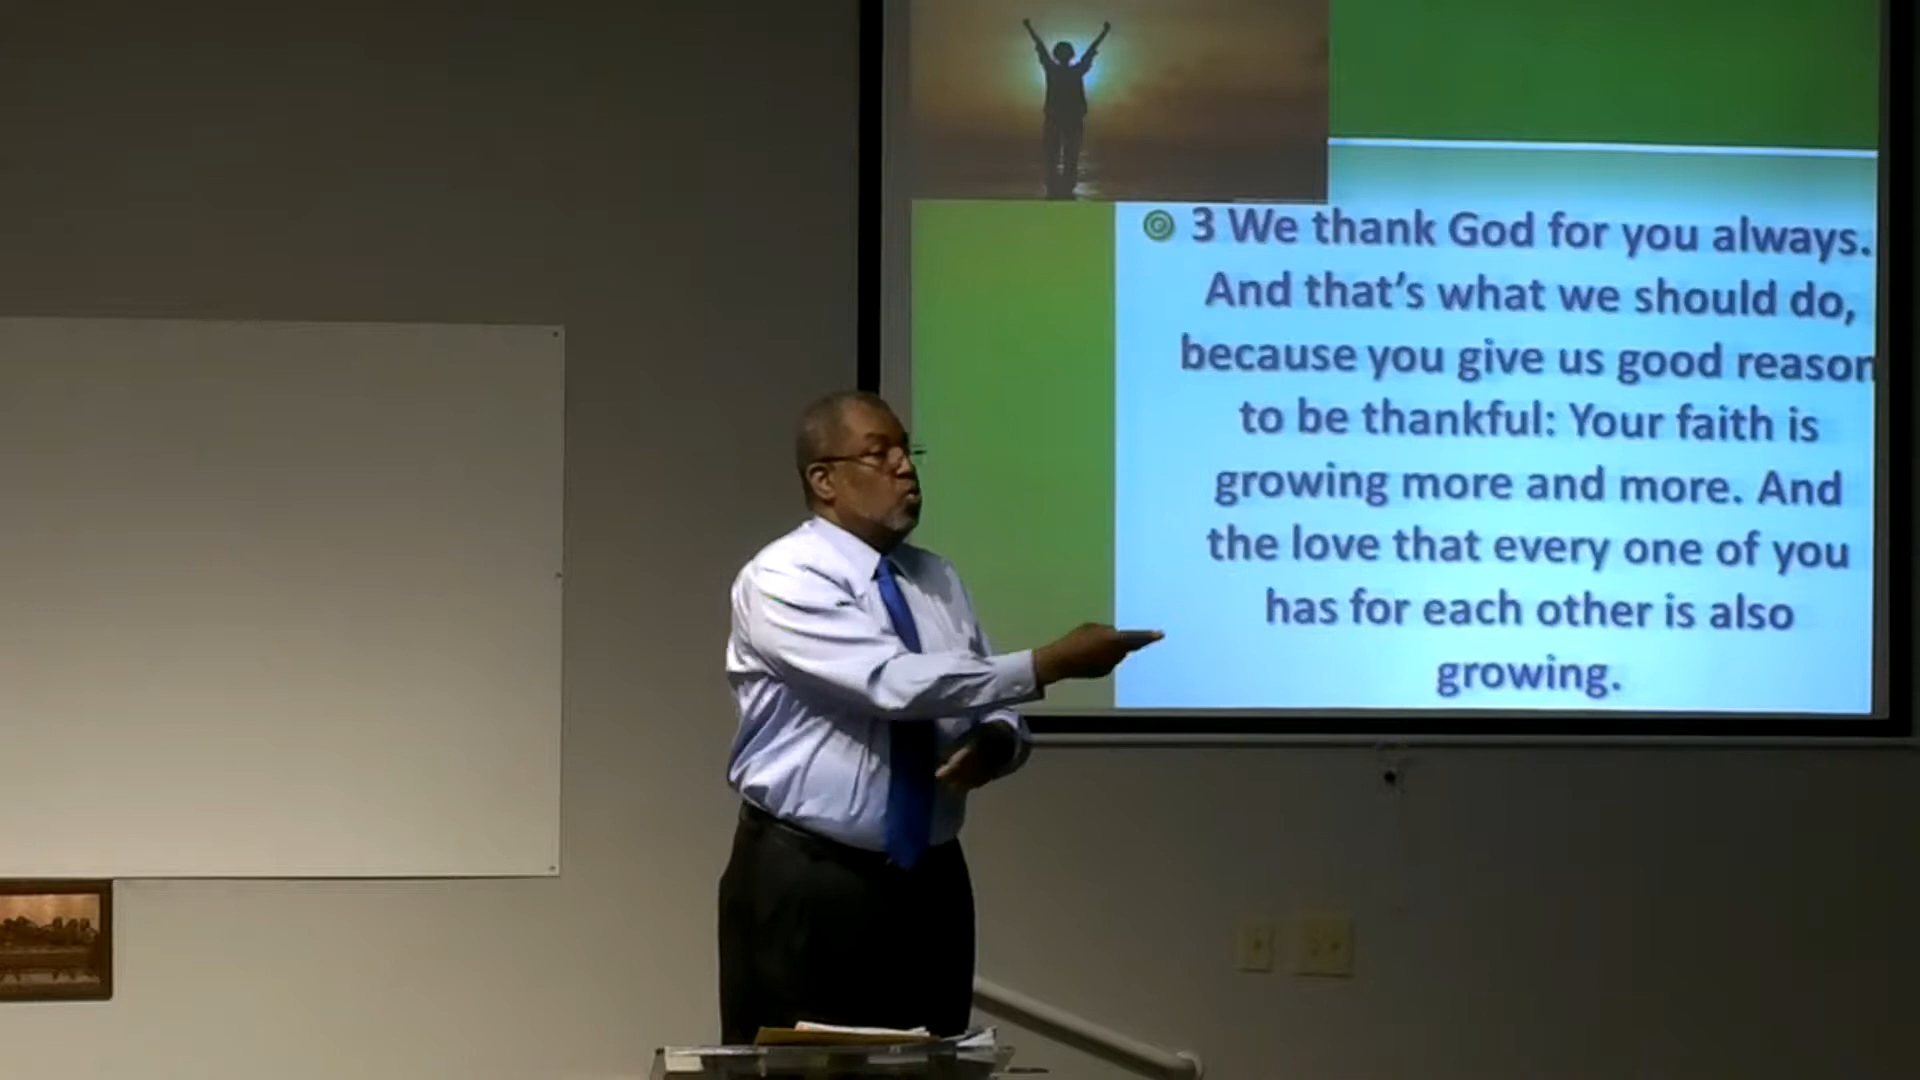 3 We thank God for you always.
And that's what we should do,
because you give us good reason
to be thankful: Your faith is
growing more and more. And
the love that every one of you
has for each other is also
growing.